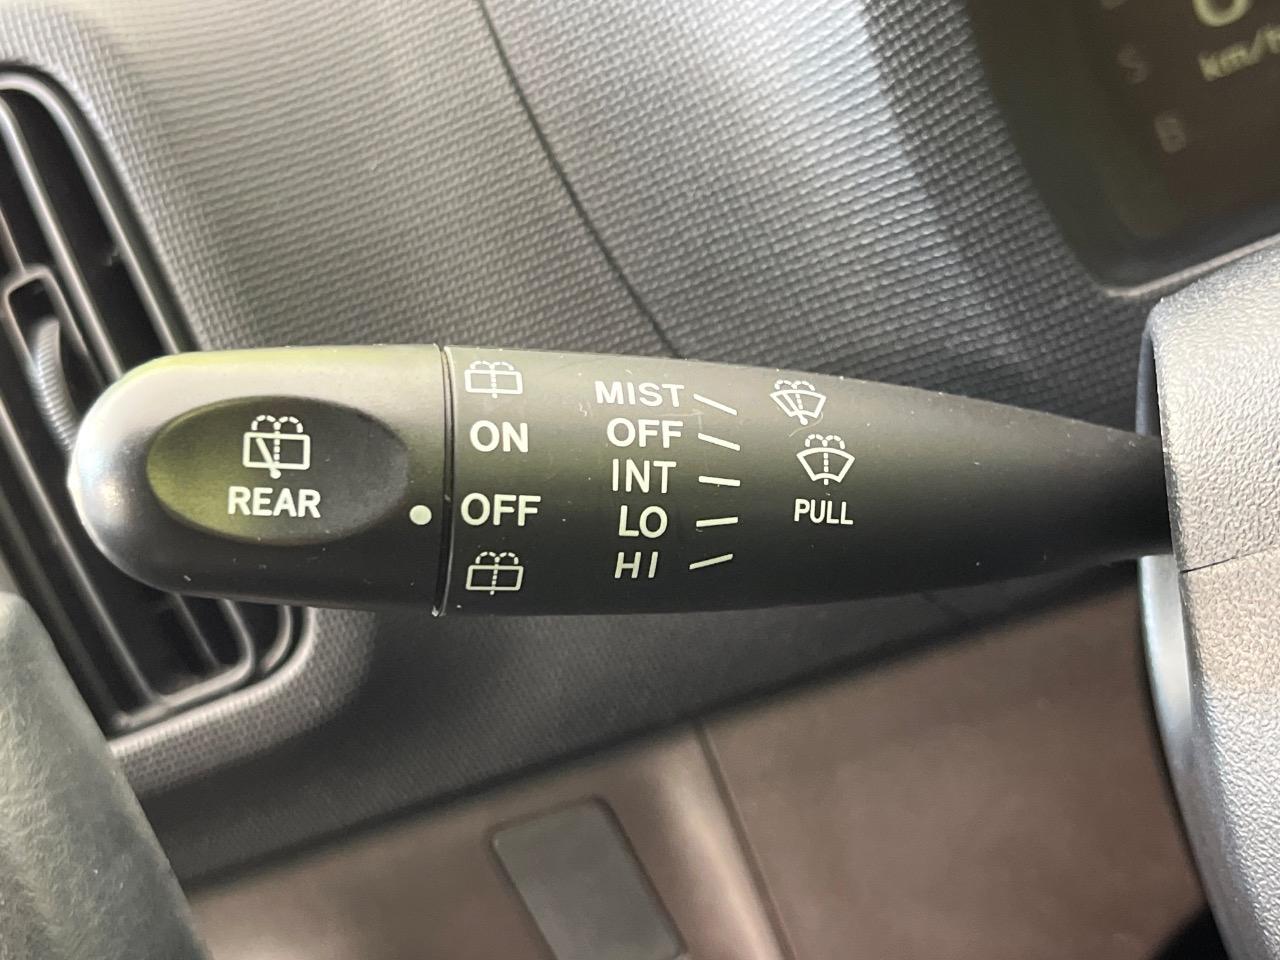 REAR
ON
OFF
MIST
OFF
INT
LO
HI
PULL
km/h
S
B